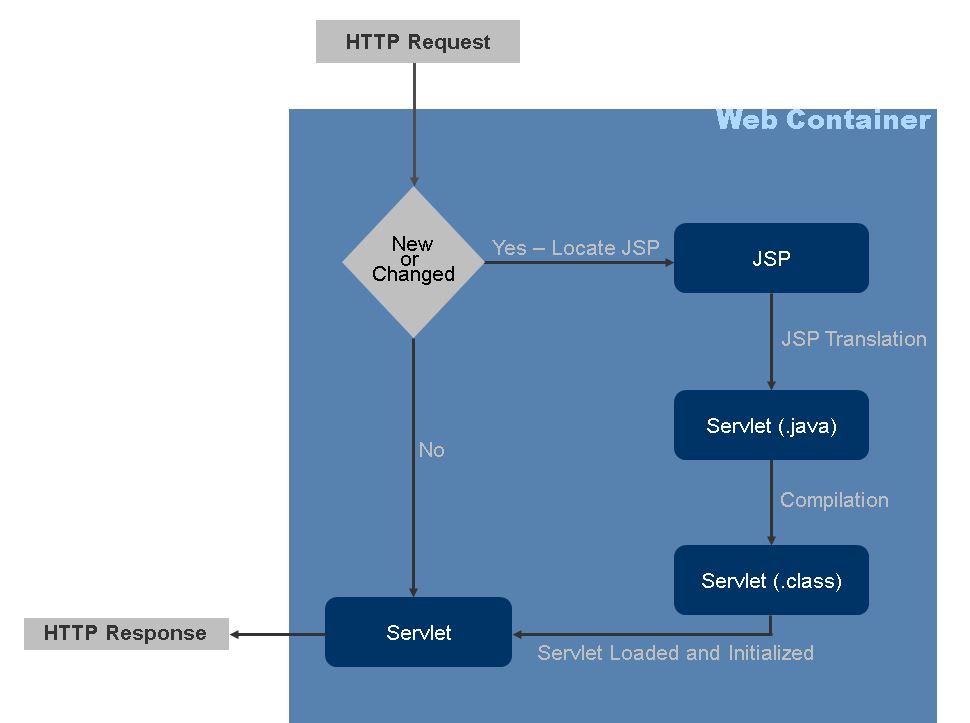 HTTP Request
Web Container
New
or
Changed
Yes – Locate JSP
JSP
JSP Translation
Servlet (.java)
No
Compilation
Servlet (.class)
HTTP Response
Servlet
Servlet Loaded and Initialized